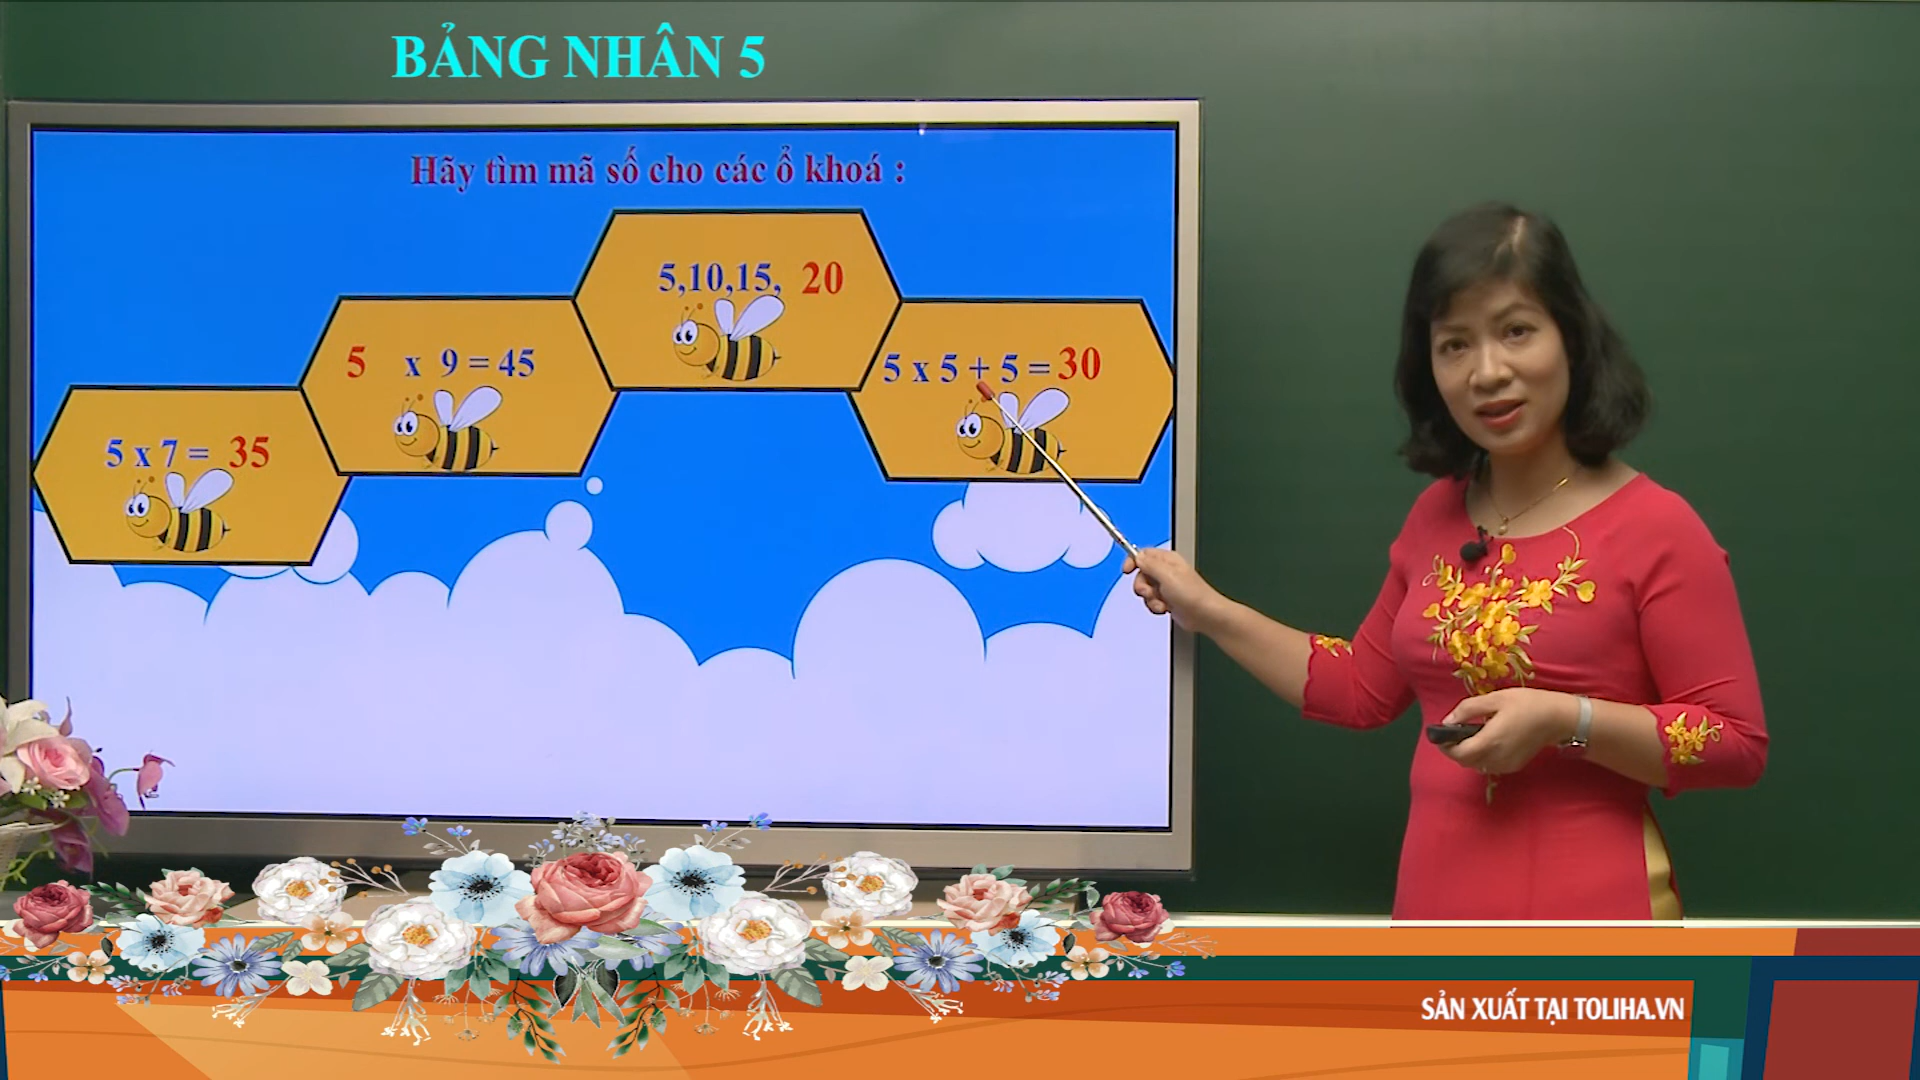 BẢNG NHÂN 5
Hãy tìm mã số cho các ổ khoá :
5,10,15, 20
5 x 9 = 45
5 x 5 + 5 = 30
5 x 7 = 35
SẢN XUẤT TẠI TOLIHA.VN